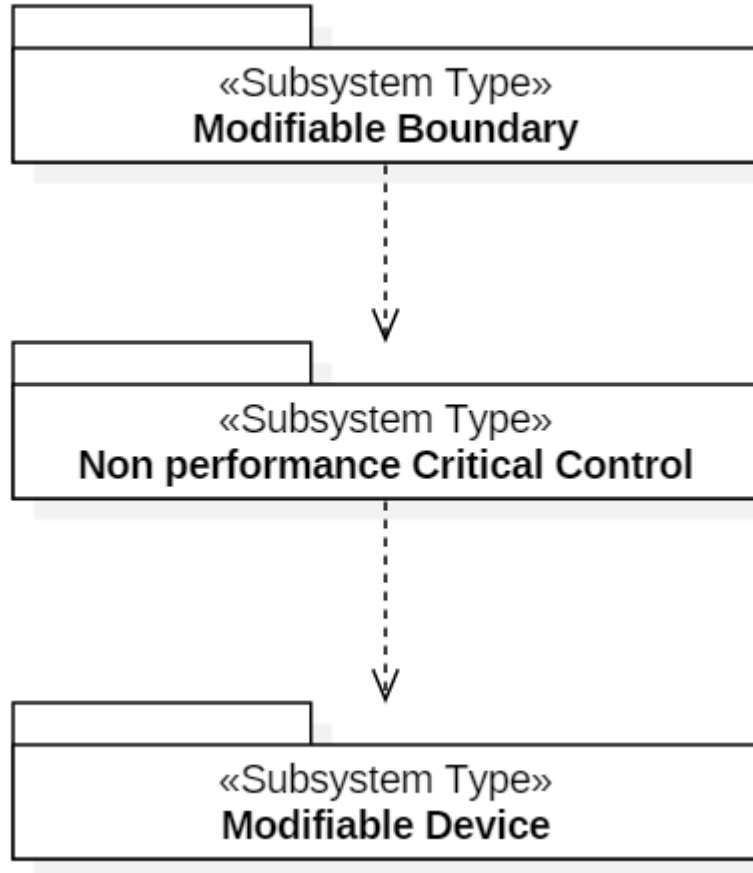 «Subsystem Type»
Modifiable Boundary
«Subsystem Type»
Non performance Critical Control
«Subsystem Type»
Modifiable Device